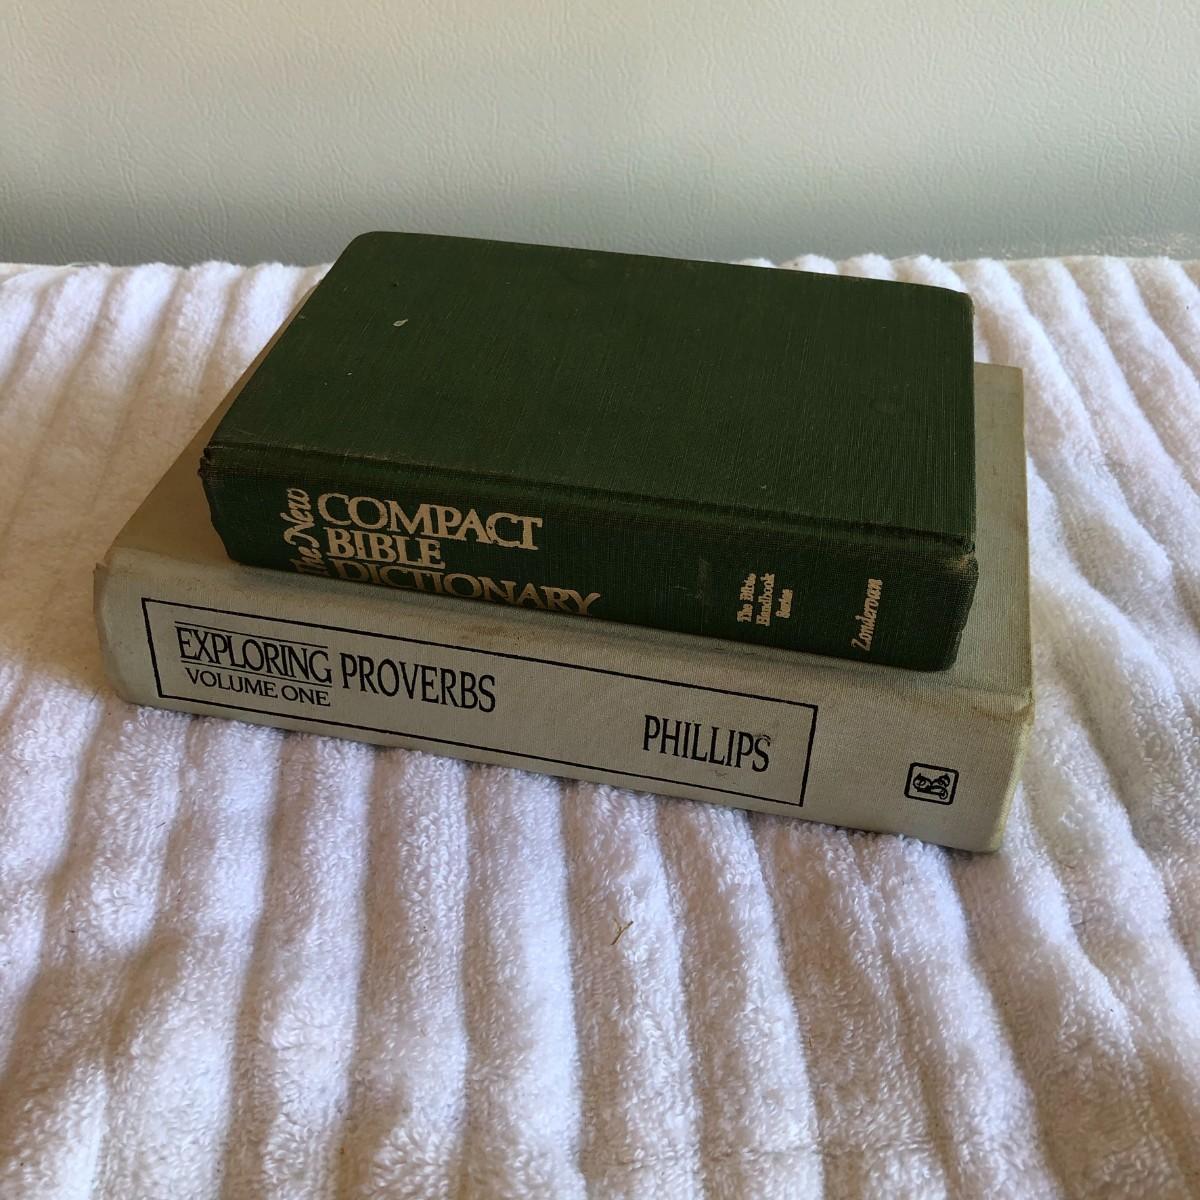 The New
COMPACT
BIBLE
DICTIONARY
The Bible
Handbook
Series
Zondervan
EXPLORING PROVERBS
VOLUME ONE
PHILLIPS